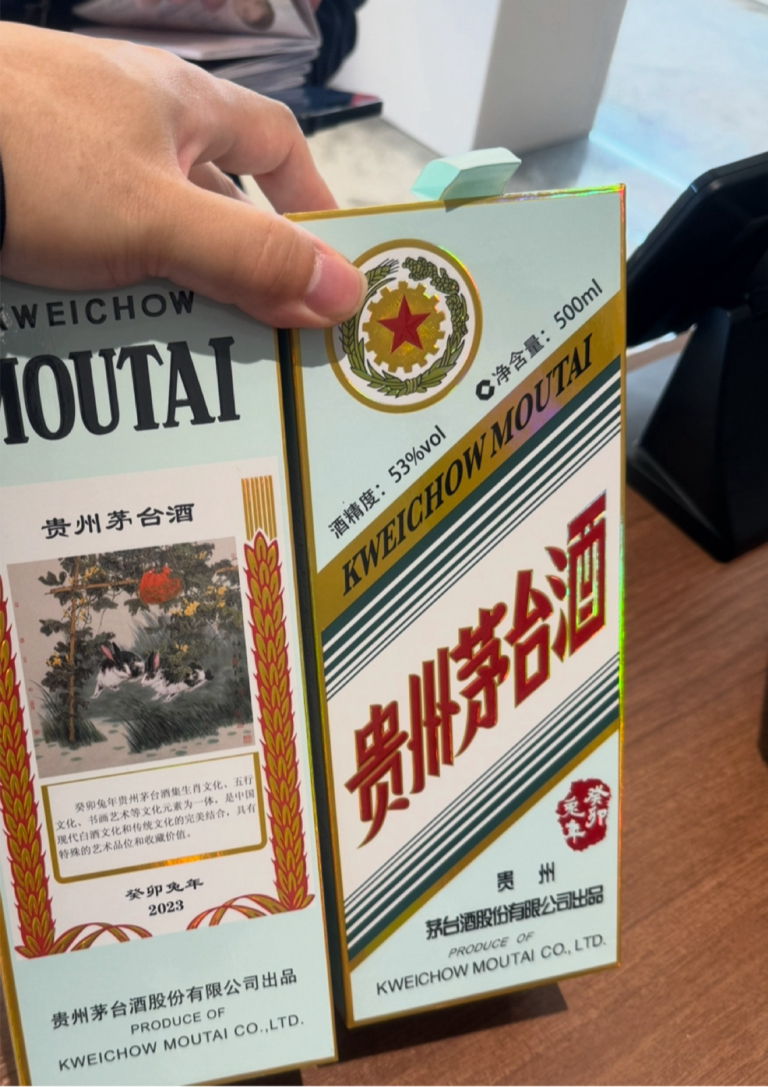 KWEICHOW
MOUTAI
贵州茅台酒
癸卯兔年贵州茅台酒集生肖文化、五行
文化、书画艺术等文化元素为一体，是中国
现代白酒文化和传统文化的完美结合，具有
特殊的艺术品位和收藏价值。
癸卯兔年
2023
贵州茅台酒股份有限公司出品
PRODUCE OF
KWEICHOW MOUTAI CO.,LTD.
酒精度：53%vol
净含量：500ml
KWEICHOW MOUTAI
贵州茅台酒
癸卯
兔年
贵州
茅台酒股份有限公司出品
PRODUCE OF
KWEICHOW MOUTAI CO., LTD.